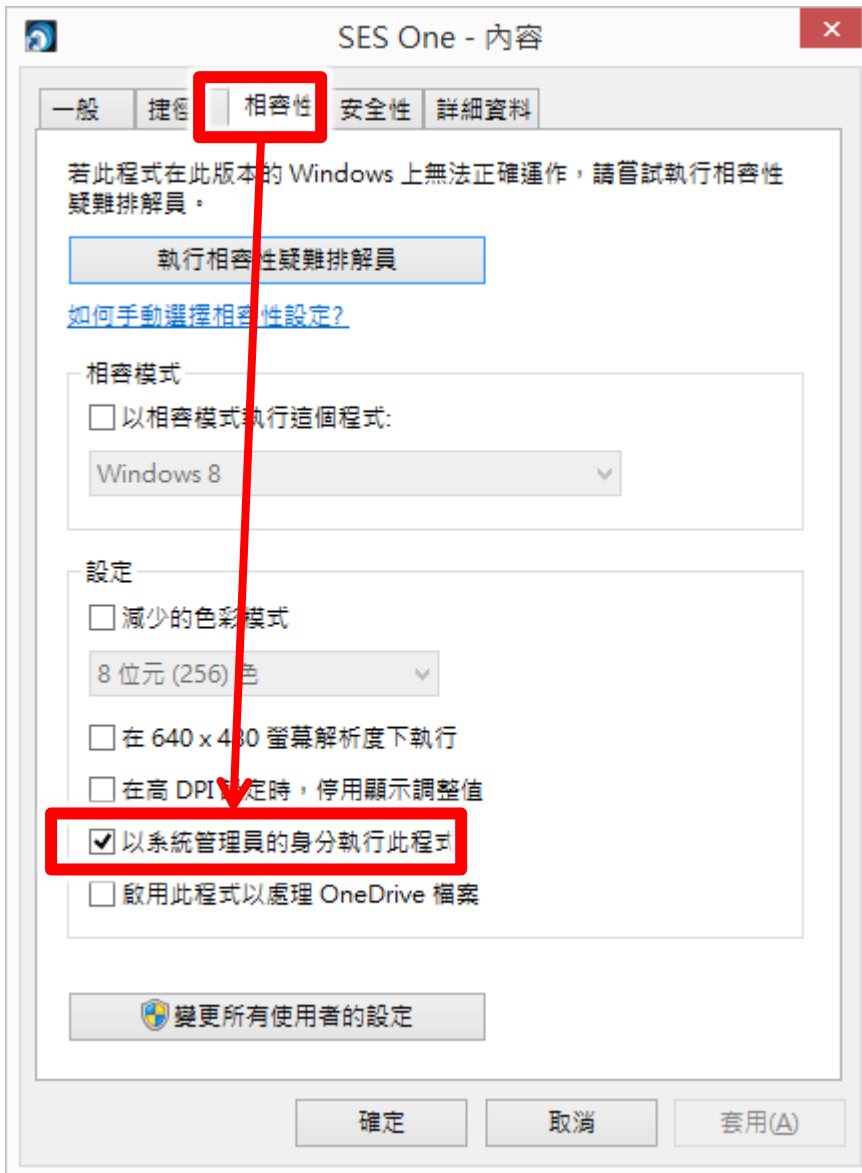 SES One - 內容
一般 捷徑 相容性 安全性 詳細資料
若此程式在此版本的 Windows 上無法正確運作，請嘗試執行相容性
疑難排解員。
執行相容性疑難排解員
如何手動選擇相容性設定?
相容模式
以相容模式執行這個程式:
Windows 8
設定
減少的色彩模式
8 位元 (256) 色
在 640 x 480 螢幕解析度下執行
在高 DPI 設定時，停用顯示調整值
以系統管理員的身分執行此程式
啟用此程式以處理 OneDrive 檔案
變更所有使用者的設定
確定 取消 套用(A)